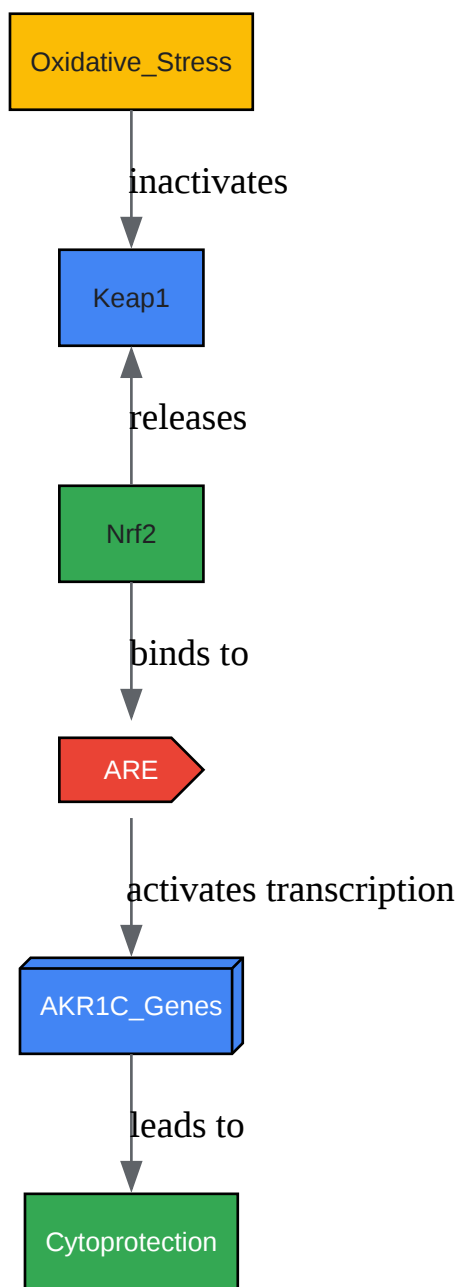 Oxidative_Stress
inactivates
Keap1
releases
Nrf2
binds to
ARE
activates transcription
AKR1C_Genes
leads to
Cytoprotection